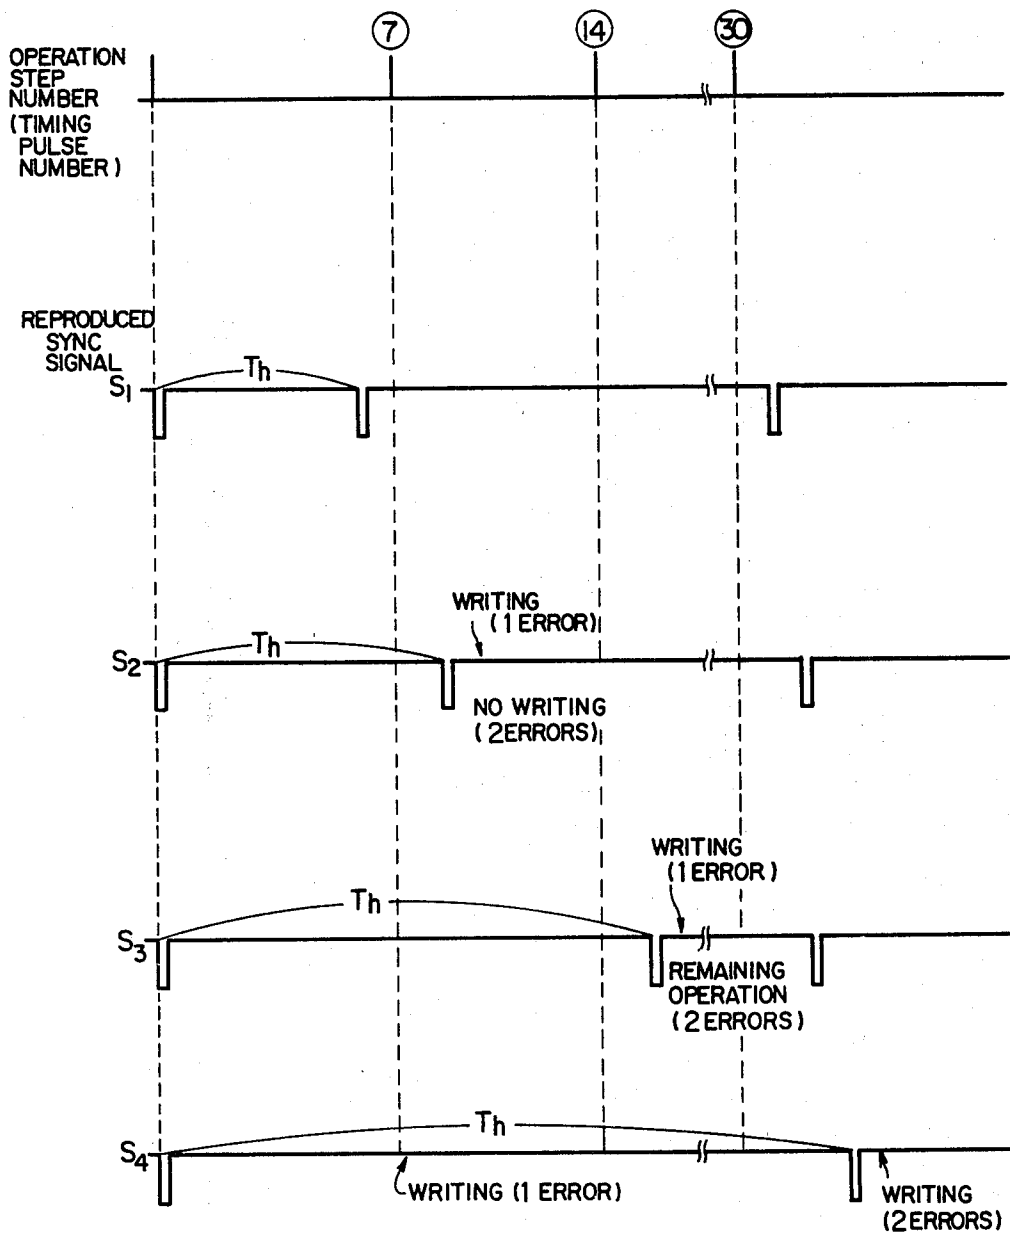 7 14 30
OPERATION
STEP
NUMBER
(TIMING
PULSE
NUMBER)
REPRODUCED
SYNC
SIGNAL
S1 Th
WRITING
(1 ERROR)
S2 Th
NO WRITING
(2 ERRORS)
WRITING
(1 ERROR)
Th
S3
REMAINING
OPERATION
(2 ERRORS)
Th
S4
WRITING (1 ERROR)
WRITING
(2 ERRORS)